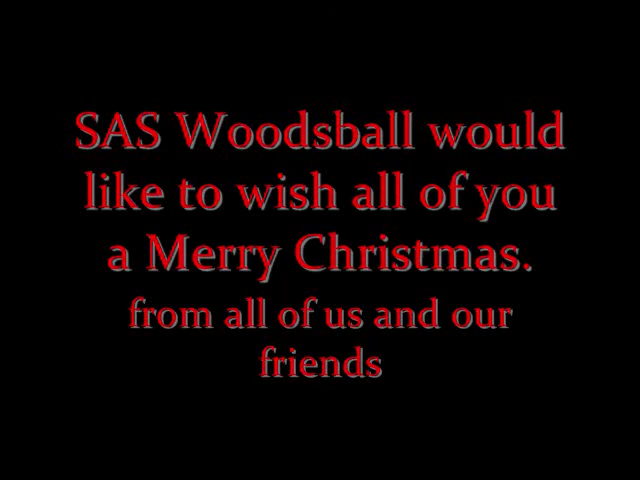 SAS Woodsball would
like to wish all of you
a Merry Christmas.
from all of us and our
friends